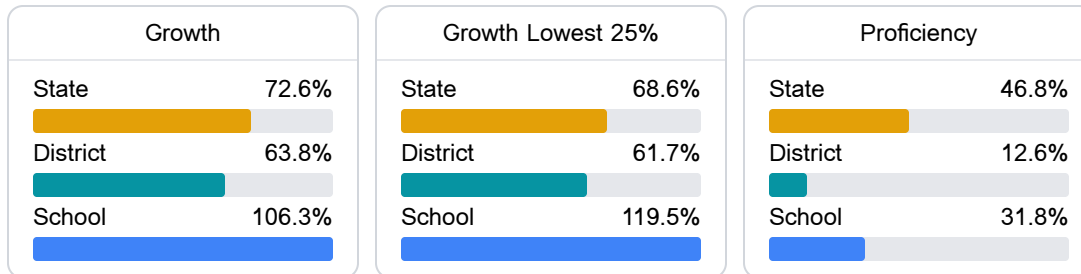 Growth
State 72.6%
District 63.8%
School 106.3%
Growth Lowest 25%
State 68.6%
District 61.7%
School 119.5%
Proficiency
State 46.8%
District 12.6%
School 31.8%